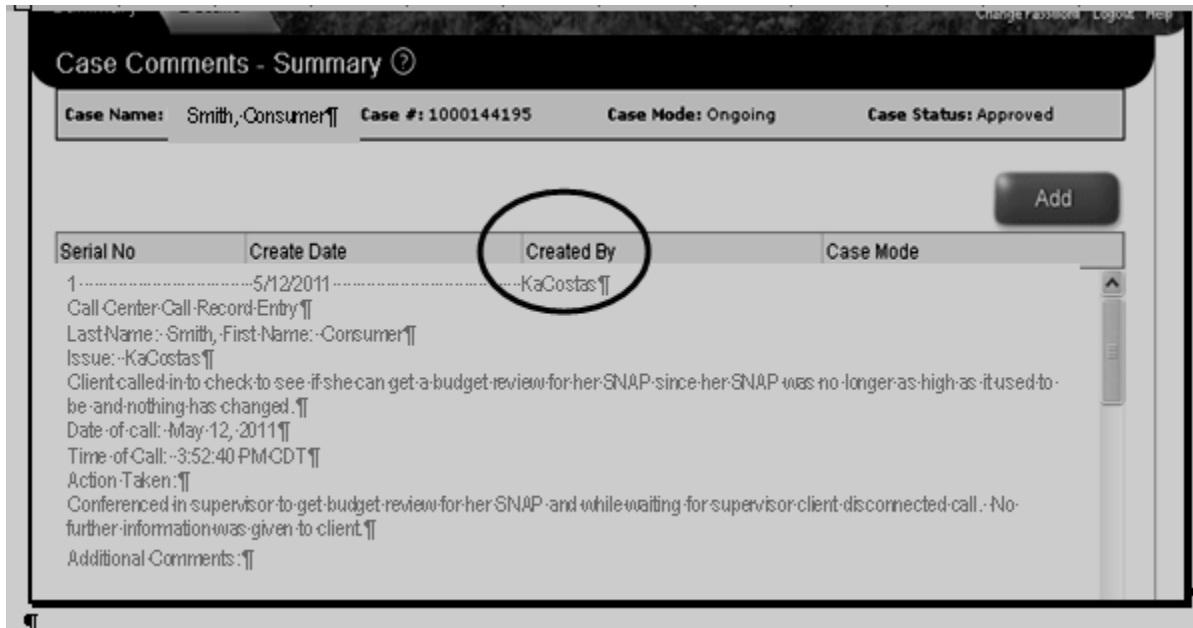 Change Password Logout Help
Case Comments - Summary ?
Case Name: Smith, Consumer¶ Case #: 1000144195 Case Mode: Ongoing Case Status: Approved
Add
Serial No Create Date Created By Case Mode
1 5/12/2011 KaCostas¶
Call Center Call Record Entry¶
Last Name: Smith, First Name: Consumer¶
Issue: KaCostas¶
Client called in to check to see if she can get a budget review for her SNAP since her SNAP was no longer as high as it used to
be and nothing has changed.¶
Date of call: May 12, 2011¶
Time of Call: 3:52:40 PM CDT¶
Action Taken:¶
Conferenced in supervisor to get budget review for her SNAP and while waiting for supervisor client disconnected call. No
further information was given to client.¶
Additional Comments:¶
¶